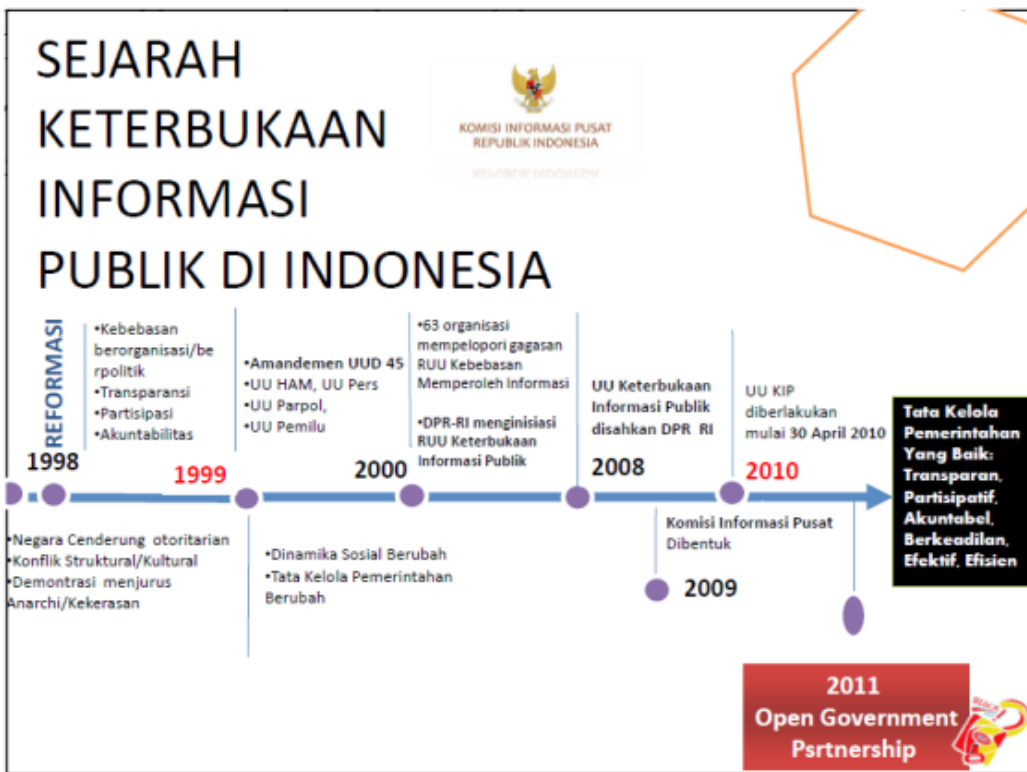 SEJARAH
KETERBUKAAN
INFORMASI
PUBLIK DI INDONESIA
KOMISI INFORMASI PUSAT
REPUBLIK INDONESIA
REFORMASI
1998
•Kebebasan
berorganisasi/be
rpolitik
•Transparansi
•Partisipasi
•Akuntabilitas
1999
•Amandemen UUD 45
•UU HAM, UU Pers
•UU Parpol,
•UU Pemilu
2000
•63 organisasi
mempelopori gagasan
RUU Kebebasan
Memperoleh Informasi
•DPR-RI menginisiasi
RUU Keterbukaan
Informasi Publik
UU Keterbukaan
Informasi Publik
disahkan DPR RI
2008
UU KIP
diberlakukan
mulai 30 April 2010
2010
Tata Kelola
Pemerintahan
Yang Baik:
Transparan,
Partisipatif,
Akuntabel,
Berkeadilan,
Efektif, Efisien
•Negara Cenderung otoritarian
•Konflik Struktural/Kultural
•Demontrasi menjurus
Anarchi/Kekerasan
•Dinamika Sosial Berubah
•Tata Kelola Pemerintahan
Berubah
Komisi Informasi Pusat
Dibentuk
2009
2011
Open Government
Psrtnership